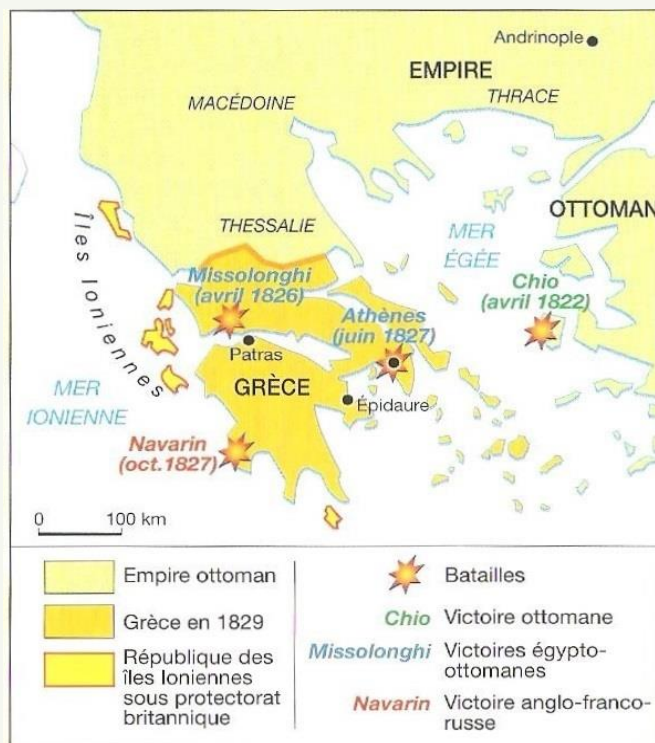 Andrinople
EMPIRE
MACÉDOINE
THRACE
Îles Ioniennes
THESSALIE
OTTOMAN
MER
ÉGÉE
Missolonghi
(avril 1826)
Chio
(avril 1822)
Athènes
(juin 1827)
Patras
GRÈCE
Épidaure
MER
IONIENNE
Navarin
(oct.1827)
0 100 km
Empire ottoman
Grèce en 1829
République des
îles Ioniennes
sous protectorat
britannique
Batailles
Chio Victoire ottomane
Missolonghi Victoires égypto-
ottomanes
Navarin Victoire anglo-franco-
russe